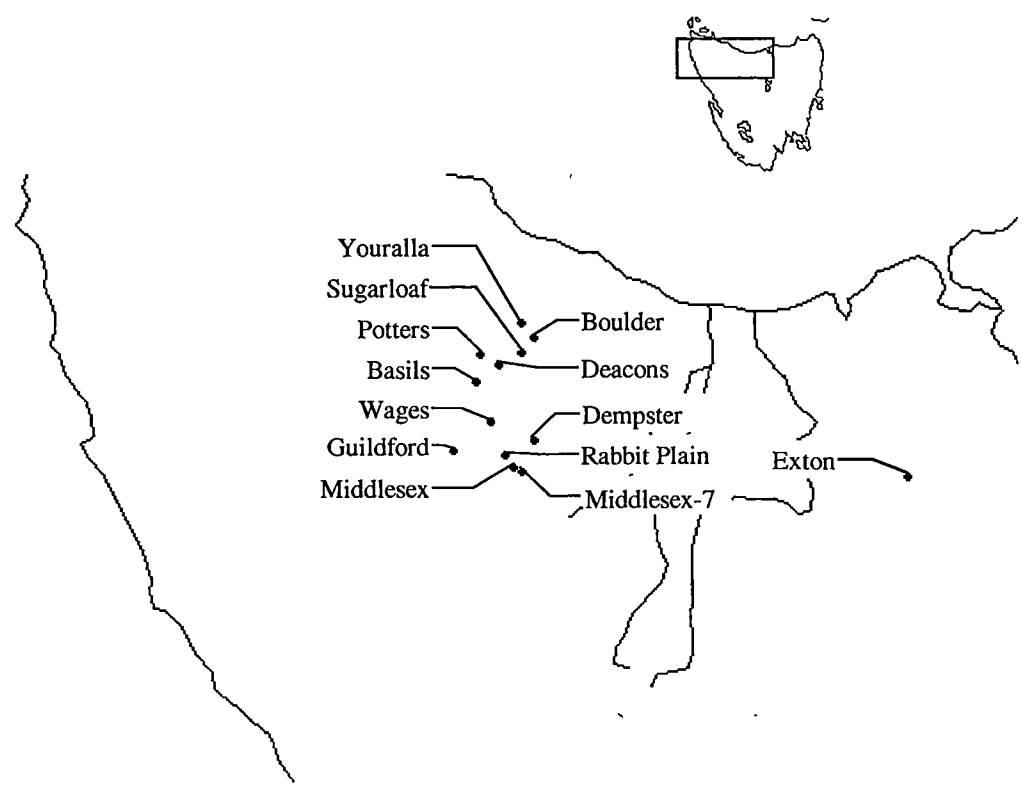 Youralla
Sugarloaf
Boulder
Potters
Deacons
Basils
Wages
Dempster
Guildford
Rabbit Plain
Exton
Middlesex
Middlesex-7